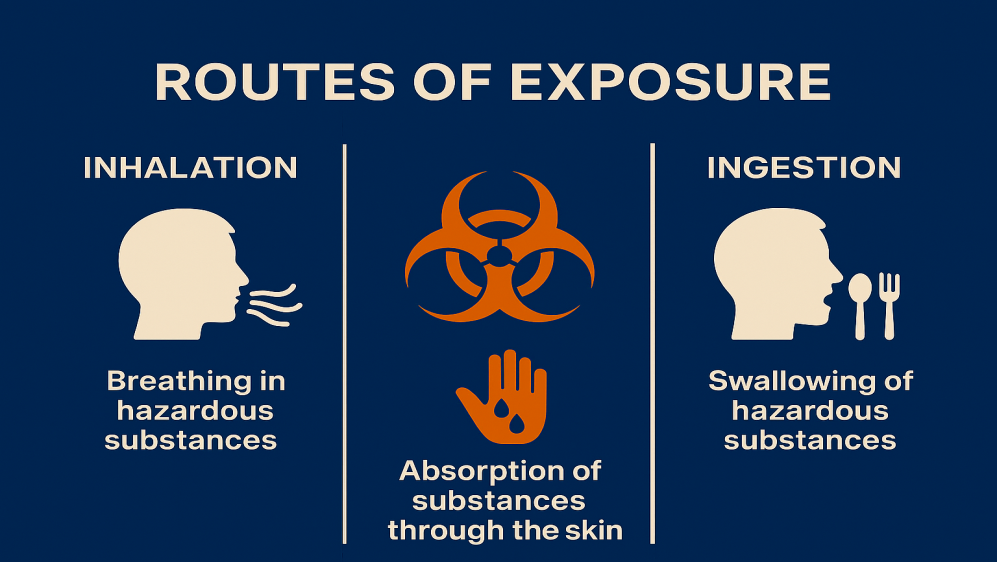 ROUTES OF EXPOSURE
INHALATION
Breathing in
hazardous
substances
Absorption of
substances
through the skin
INGESTION
Swallowing of
hazardous
substances